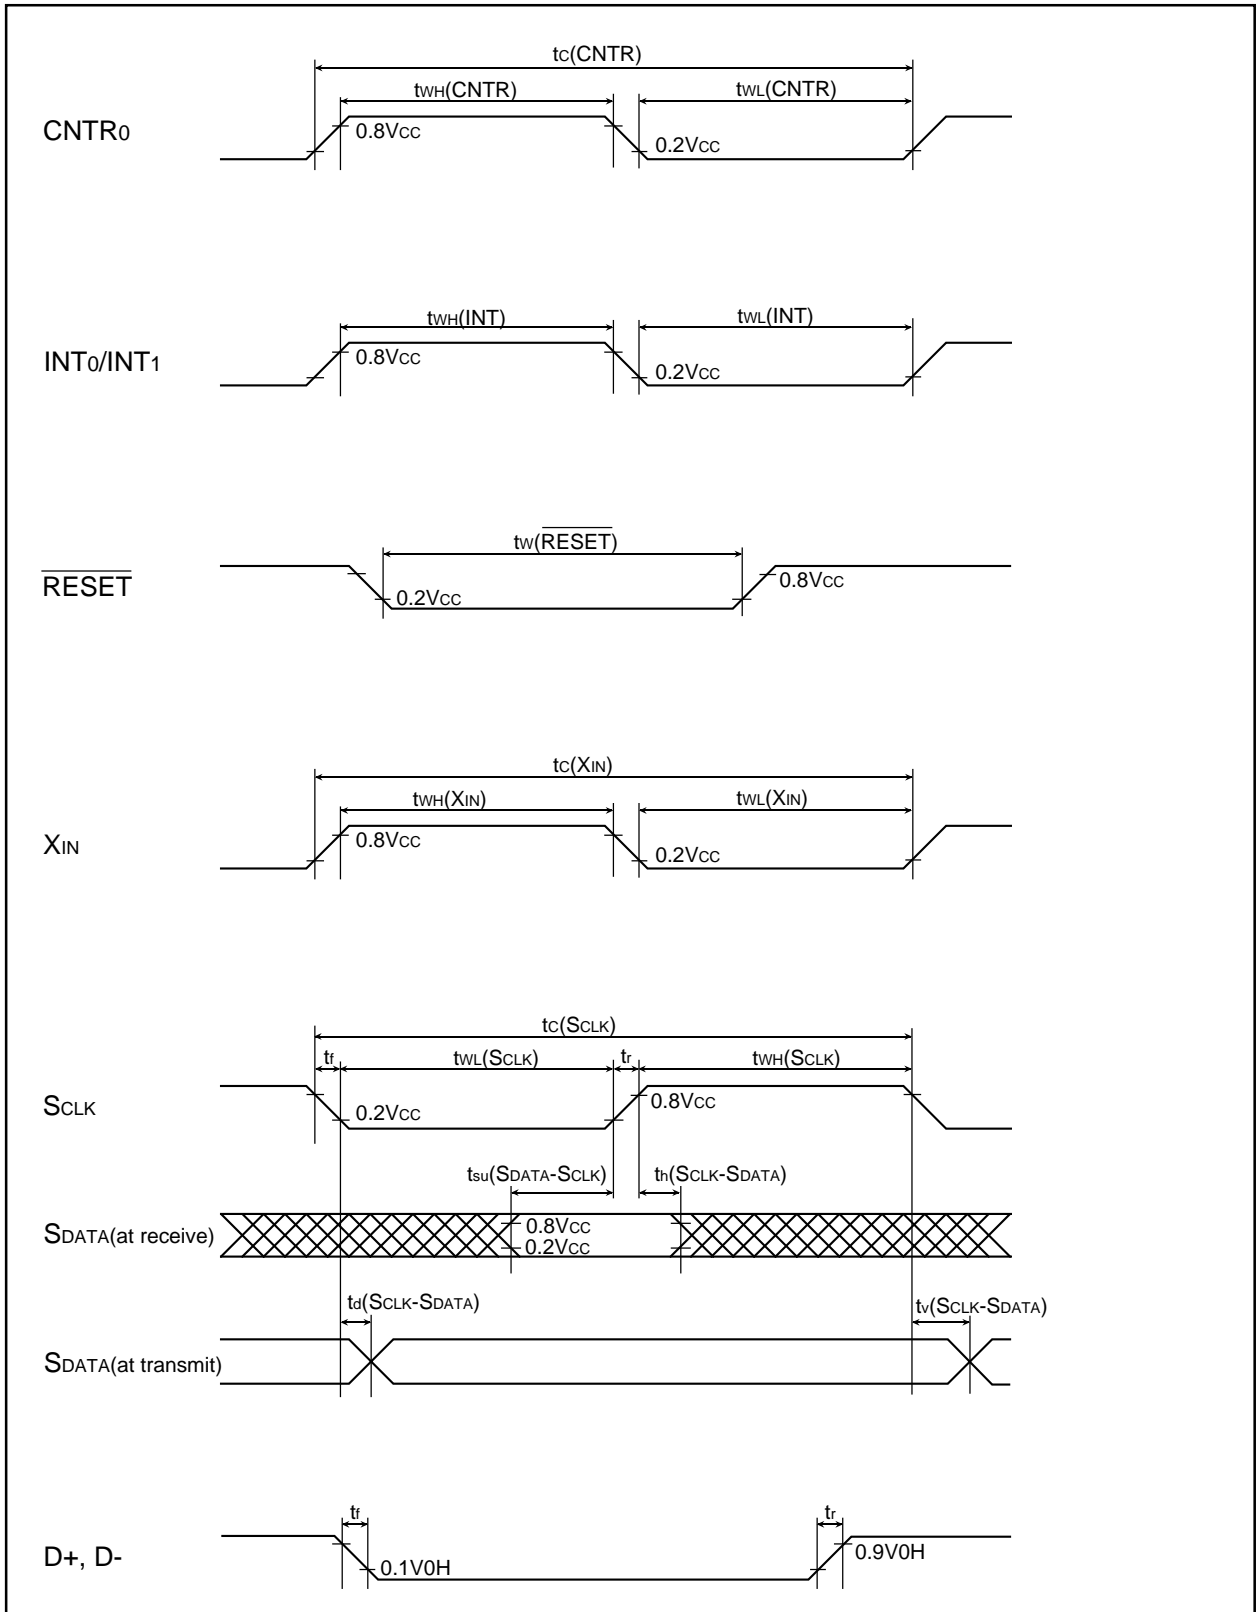 tC(CNTR)
tWH(CNTR) tWL(CNTR)
CNTR0 0.8VCC 0.2VCC
tWH(INT) tWL(INT)
INT0/INT1 0.8VCC 0.2VCC
tW(RESET)
RESET 0.2VCC 0.8VCC
tC(XIN)
tWH(XIN) tWL(XIN)
XIN 0.8VCC 0.2VCC
tC(SCLK)
tf tWL(SCLK) tr tWH(SCLK)
SCLK 0.2VCC 0.8VCC
tsu(SDATA-SCLK) th(SCLK-SDATA)
SDATA(at receive) 0.8VCC
0.2VCC
td(SCLK-SDATA) tv(SCLK-SDATA)
SDATA(at transmit)
tf tr
D+, D- 0.1V0H 0.9V0H